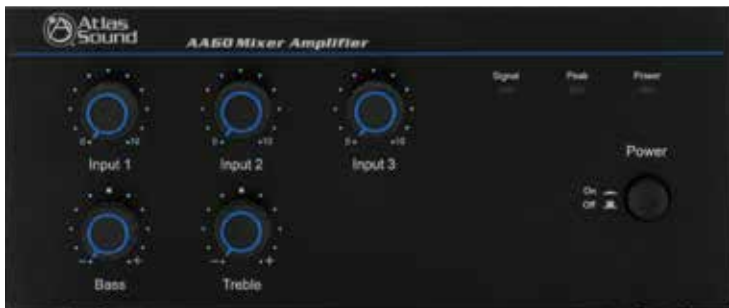 Atlas
Sound
AA60 Mixer Amplifier
Signal Peak Power
0 +10 0 +10 0 +10
Input 1 Input 2 Input 3
Power
On
Off
- + - +
Bass Treble